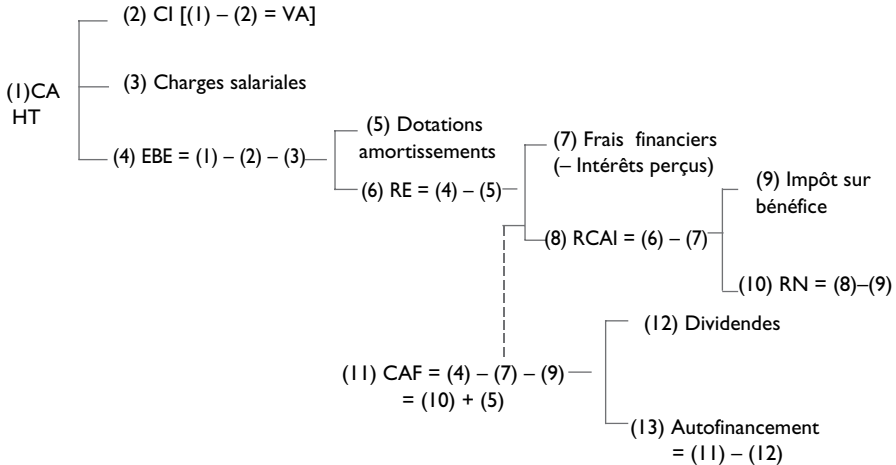 (2) CI [(1) – (2) = VA]
(3) Charges salariales
(1)CA
HT
(4) EBE = (1) – (2) – (3)
(5) Dotations
amortissements
(6) RE = (4) – (5)
(7) Frais financiers
(– Intérêts perçus)
(8) RCAI = (6) – (7)
(9) Impôt sur
bénéfice
(10) RN = (8)–(9)
(11) CAF = (4) – (7) – (9)
= (10) + (5)
(12) Dividendes
(13) Autofinancement
= (11) – (12)